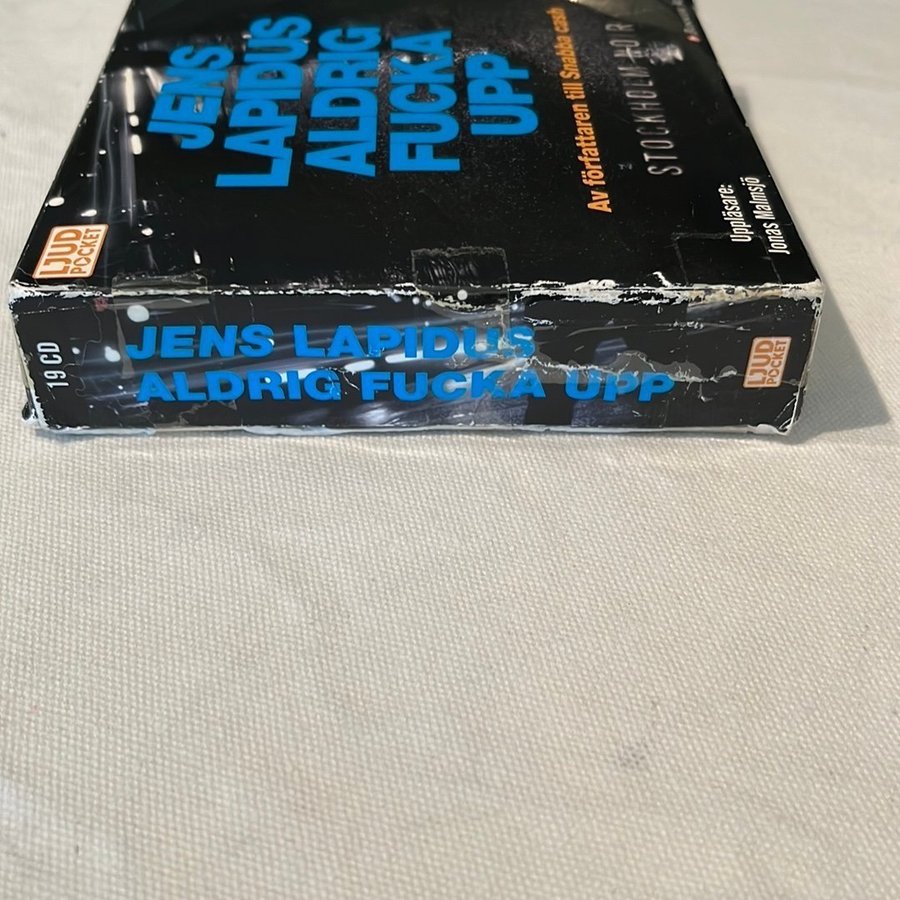 JENS
LAPIDUS
ALDRIG
FUCKA
UPP
Av författaren till Snabba cash
STOCKHOLM NOIR
Uppläsare:
Jonas Malmsjö
LJUD
POCKET
19 CD
JENS LAPIDUS
ALDRIG FUCKA UPP
LJUD
POCKET